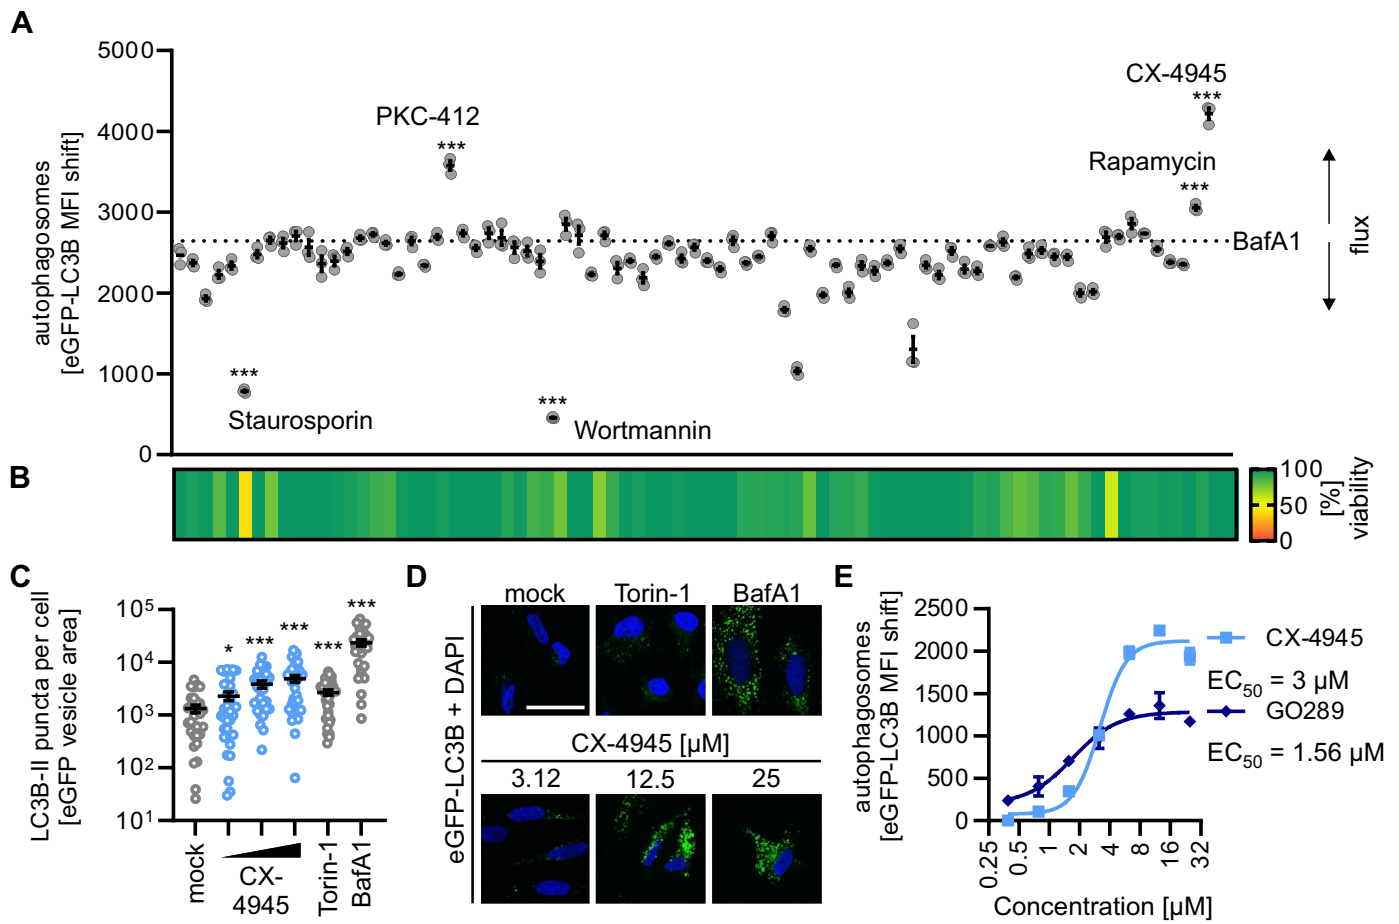 A
autophagosomes
[eGFP-LC3B MFI shift]
5000
4000
3000
2000
1000
0
PKC-412
***
CX-4945
***
Rapamycin
***
BafA1
flux
***
Staurosporin
***
Wortmannin
B
100
50
0
[%]
viability
C
LC3B-II puncta per cell
[eGFP vesicle area]
10⁵
10⁴
10³
10²
10¹
*
***
***
***
***
mock
CX-
4945
Torin-1
BafA1
D
eGFP-LC3B + DAPI
mock Torin-1 BafA1
CX-4945 [µM]
3.12 12.5 25
E
autophagosomes
[eGFP-LC3B MFI shift]
2500
2000
1500
1000
500
0
0.25 0.5 1 2 4 8 16 32
Concentration [µM]
CX-4945
EC₅₀ = 3 µM
GO289
EC₅₀ = 1.56 µM